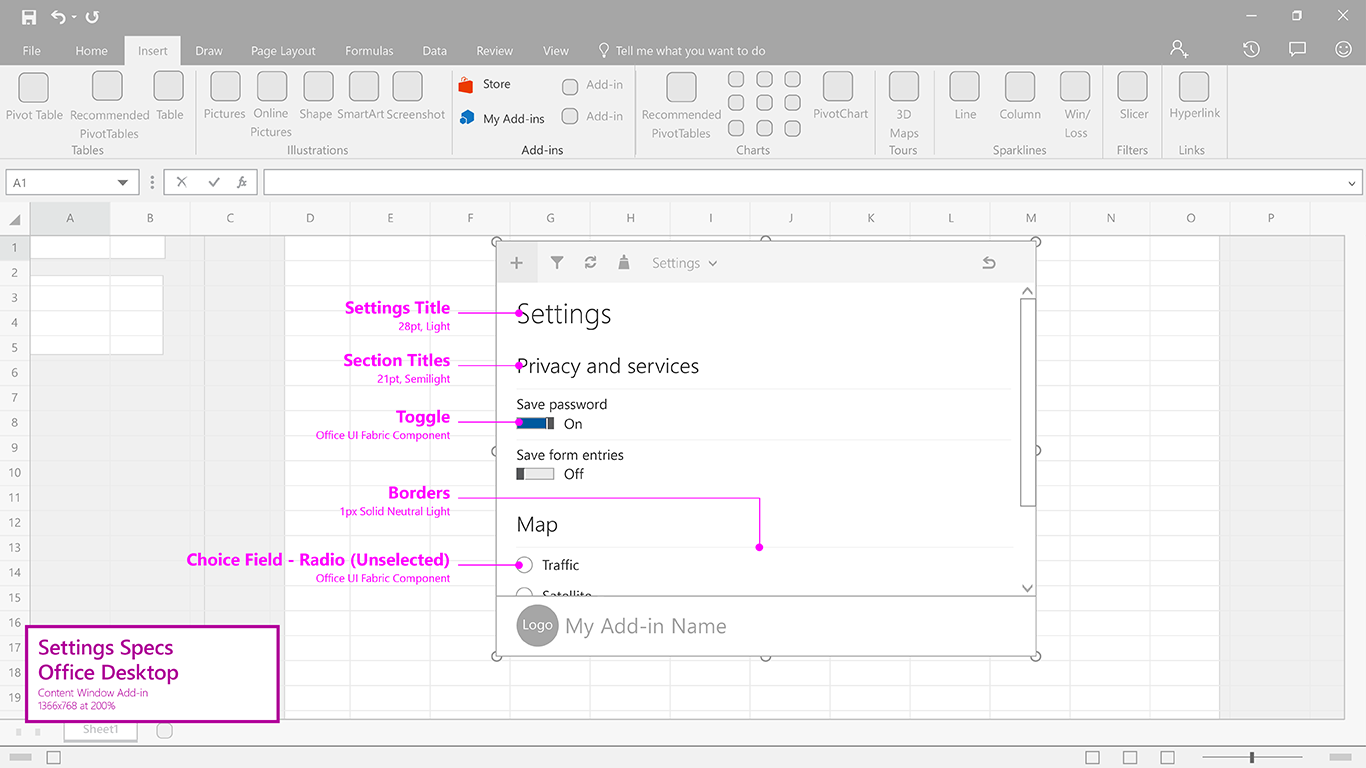 File Home Insert Draw Page Layout Formulas Data Review View Tell me what you want to do
Pivot Table
Recommended
PivotTables
Table
Tables
Pictures
Online
Pictures
Shape
SmartArt
Screenshot
Illustrations
Store
My Add-ins
Add-in
Add-in
Add-ins
Recommended
PivotTables
PivotChart
Charts
3D
Maps
Tours
Line
Column
Win/
Loss
Sparklines
Slicer
Filters
Hyperlink
Links
A1
fx
A B C D E F G H I J K L M N O P
1
2
3
4
5
6
7
8
9
10
11
12
13
14
15
16
17
18
19
Settings
Settings Title
28pt, Light
Settings
Section Titles
21pt, Semilight
Privacy and services
Save password
Toggle
Office UI Fabric Component
On
Save form entries
Off
Borders
1px Solid Neutral Light
Map
Choice Field - Radio (Unselected)
Office UI Fabric Component
Traffic
Satellite
Logo
My Add-in Name
Settings Specs
Office Desktop
Content Window Add-in
1366x768 at 200%
Sheet1